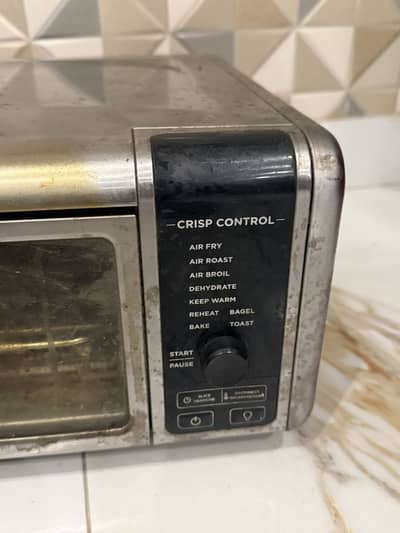 CRISP CONTROL
AIR FRY
AIR ROAST
AIR BROIL
DEHYDRATE
KEEP WARM
REHEAT BAGEL
BAKE TOAST
START
PAUSE